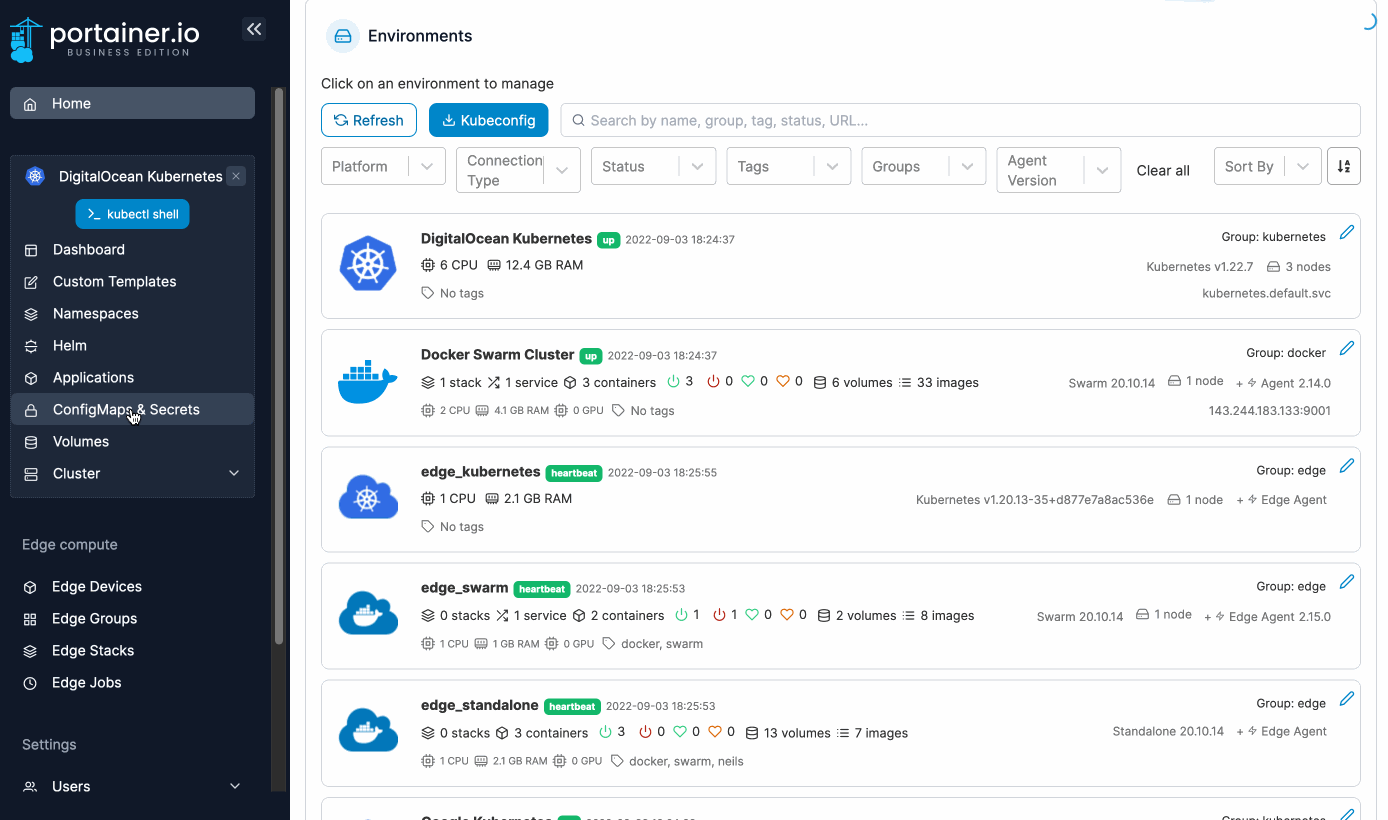 portainer.io
BUSINESS EDITION
Home
DigitalOcean Kubernetes
kubectl shell
Dashboard
Custom Templates
Namespaces
Helm
Applications
ConfigMaps & Secrets
Volumes
Cluster
Edge compute
Edge Devices
Edge Groups
Edge Stacks
Edge Jobs
Settings
Users
Environments
Click on an environment to manage
Refresh
Kubeconfig
Search by name, group, tag, status, URL...
Platform
Connection Type
Status
Tags
Groups
Agent Version
Clear all
Sort By
DigitalOcean Kubernetes up 2022-09-03 18:24:37
Group: kubernetes
6 CPU 12.4 GB RAM
Kubernetes v1.22.7 3 nodes
No tags
kubernetes.default.svc
Docker Swarm Cluster up 2022-09-03 18:24:37
Group: docker
1 stack 1 service 3 containers 3 0 0 0 6 volumes 33 images
Swarm 20.10.14 1 node + Agent 2.14.0
2 CPU 4.1 GB RAM 0 GPU No tags
143.244.183.133:9001
edge_kubernetes heartbeat 2022-09-03 18:25:55
Group: edge
1 CPU 2.1 GB RAM
Kubernetes v1.20.13-35+d877e7a8ac536e 1 node + Edge Agent
No tags
edge_swarm heartbeat 2022-09-03 18:25:53
Group: edge
0 stacks 1 service 2 containers 1 1 0 0 2 volumes 8 images
Swarm 20.10.14 1 node + Edge Agent 2.15.0
1 CPU 1 GB RAM 0 GPU docker, swarm
edge_standalone heartbeat 2022-09-03 18:25:53
Group: edge
0 stacks 3 containers 3 0 0 0 13 volumes 7 images
Standalone 20.10.14 + Edge Agent
1 CPU 2.1 GB RAM 0 GPU docker, swarm, neils
Google Kubernetes
Group: kubernetes